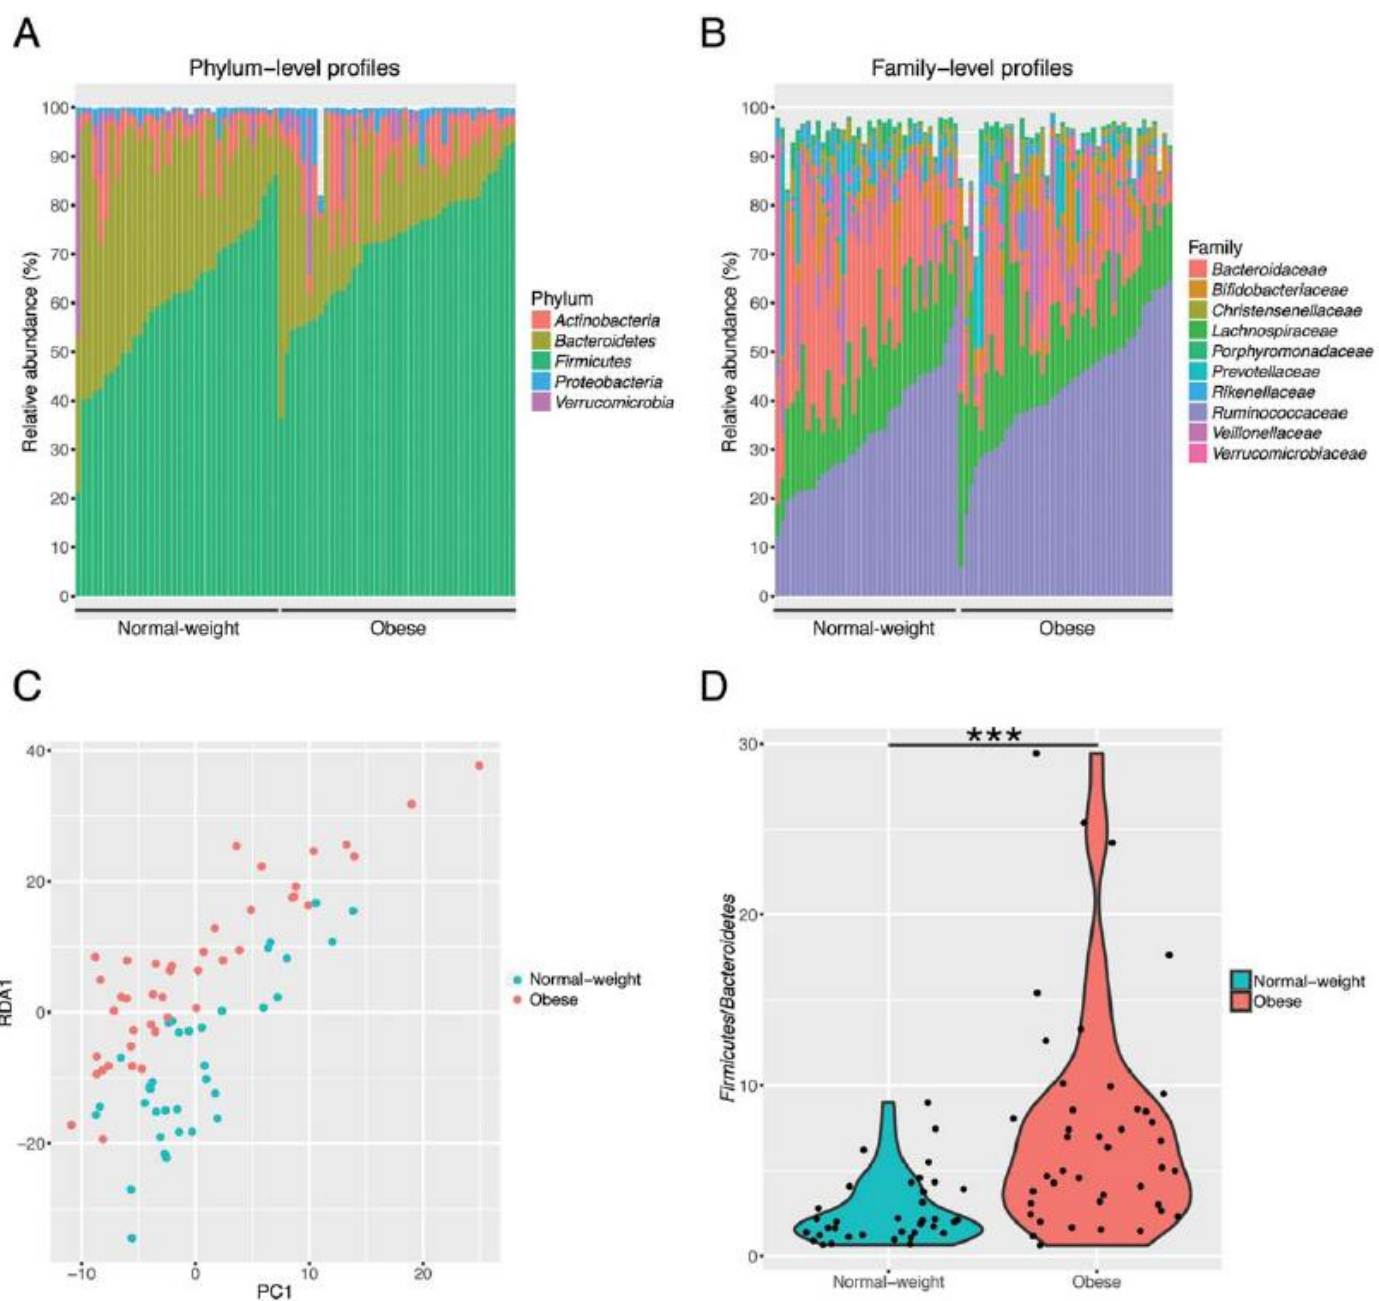 A
B
Phylum-level profiles
Family-level profiles
Relative abundance (%)
100
90
80
70
60
50
40
30
20
10
0
Normal-weight
Obese
Phylum
Actinobacteria
Bacteroidetes
Firmicutes
Proteobacteria
Verrucomicrobia
Relative abundance (%)
100
90
80
70
60
50
40
30
20
10
0
Normal-weight
Obese
Family
Bacteroidaceae
Bifidobacteriaceae
Christensenellaceae
Lachnospiraceae
Porphyromonadaceae
Prevotellaceae
Rikenellaceae
Ruminococcaceae
Veillonellaceae
Verrucomicrobiaceae
C
D
RDA1
40
20
0
-20
-10
0
10
20
PC1
Normal-weight
Obese
***
Firmicutes/Bacteroidetes
30
20
10
0
Normal-weight
Obese
Normal-weight
Obese